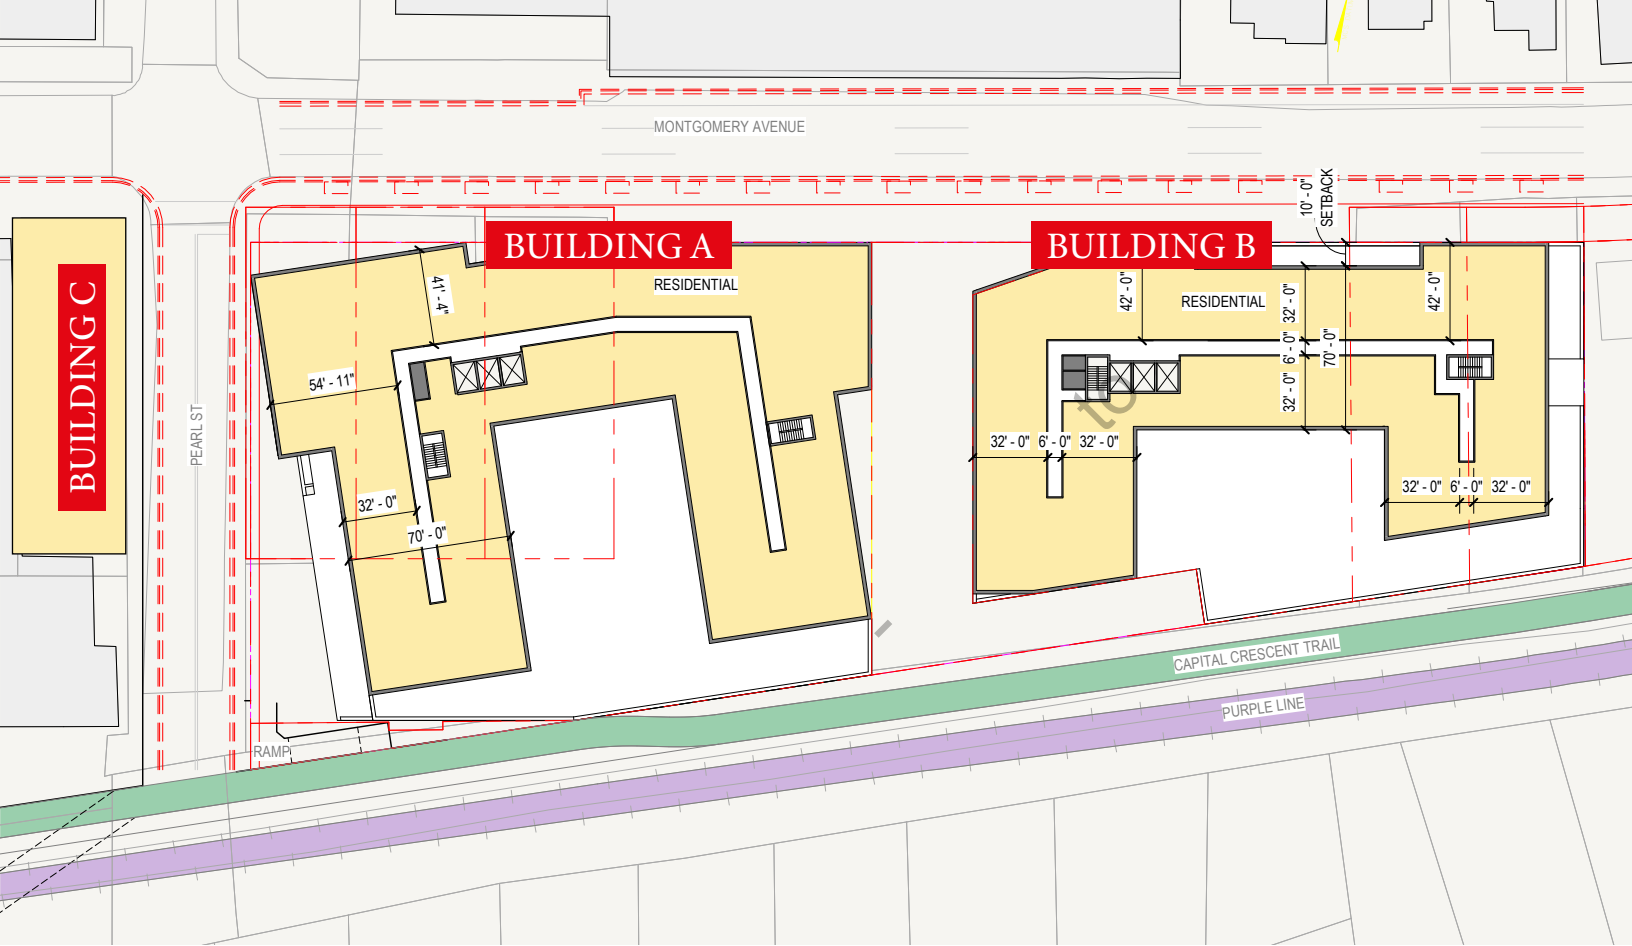 MONTGOMERY AVENUE
10' - 0"
SETBACK
BUILDING A
BUILDING B
BUILDING C
RESIDENTIAL
41' - 4"
54' - 11"
32' - 0"
70' - 0"
PEARL ST
RAMP
42' - 0"
RESIDENTIAL
32' - 0"
6' - 0"
32' - 0"
70' - 0"
42' - 0"
to
32' - 0" 6' - 0" 32' - 0"
32' - 0" 6' - 0" 32' - 0"
-
CAPITAL CRESCENT TRAIL
PURPLE LINE